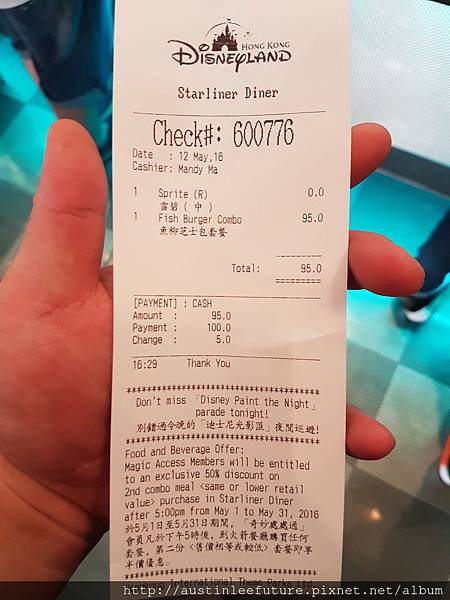 HONG KONG
DISNEYLAND
Starliner Diner
Check#: 600776
Date : 12 May,16
Cashier: Mandy Ma
1 Sprite (R) 0.0
雪碧 ( 中 )
1 Fish Burger Combo 95.0
魚柳芝士包套餐
---------
Total: 95.0
=========
[PAYMENT] : CASH
Amount : 95.0
Payment : 100.0
Change : 5.0
16:29 Thank You
Don't miss 「Disney Paint the Night」
parade tonight!
別錯過今晚的「迪士尼光影匯」夜間巡遊!
Food and Beverage Offer:
Magic Access Members will be entitled
to an exclusive 50% discount on
2nd combo meal <same or lower retail
value> purchase in Starliner Diner
after 5:00pm from May 1 to May 31, 2016
於5月1日至5月31日期間, 「奇妙處處通」
會員凡於下午5時後, 到火箭餐廳購買任何
套餐, 第二份 <售價相等或較低> 套餐即享
半價優惠.
International Theme Parks Ltd.
http://austinleefuture.pixnet.net/album